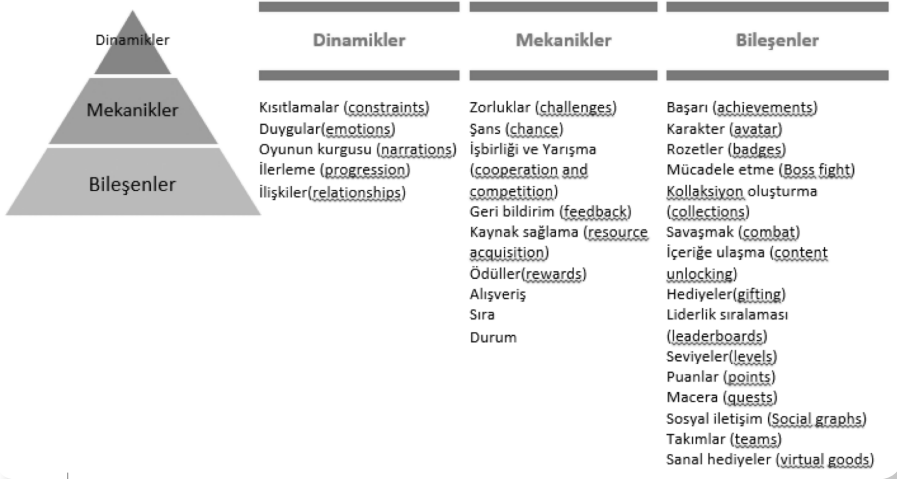 Dinamikler
Mekanikler
Bileşenler
Dinamikler
Kısıtlamalar (constraints)
Duygular(emotions)
Oyunun kurgusu (narrations)
İlerleme (progression)
İlişkiler(relationships)
Mekanikler
Zorluklar (challenges)
Şans (chance)
İşbirliği ve Yarışma
(cooperation and
competition)
Geri bildirim (feedback)
Kaynak sağlama (resource
acquisition)
Ödüller(rewards)
Alışveriş
Sıra
Durum
Bileşenler
Başarı (achievements)
Karakter (avatar)
Rozetler (badges)
Mücadele etme (Boss fight)
Kollaksiyon oluşturma
(collections)
Savaşmak (combat)
İçeriğe ulaşma (content
unlocking)
Hediyeler(gifting)
Liderlik sıralaması
(leaderboards)
Seviyeler(levels)
Puanlar (points)
Macera (quests)
Sosyal iletişim (Social graphs)
Takımlar (teams)
Sanal hediyeler (virtual goods)